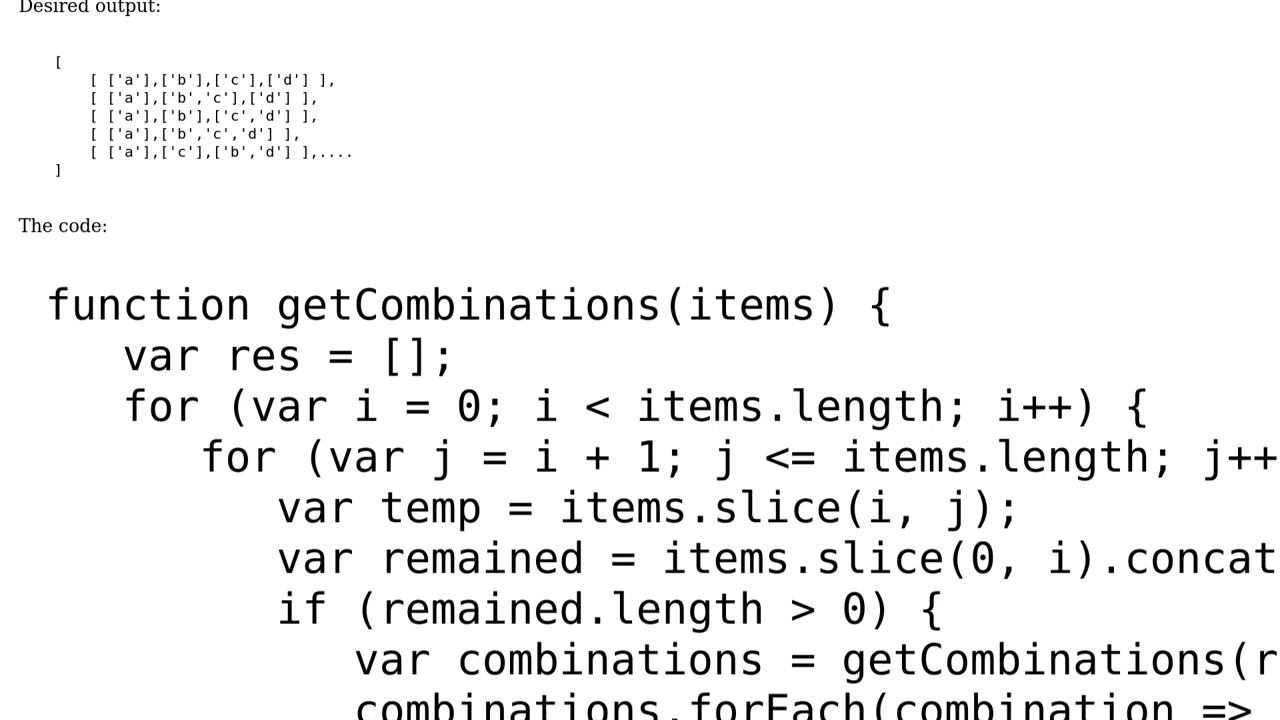 Desired output:
[
    [ ['a'],['b'],['c'],['d'] ],
    [ ['a'],['b','c'],['d'] ],
    [ ['a'],['b'],['c','d'] ],
    [ ['a'],['b','c','d'] ],
    [ ['a'],['c'],['b','d'] ],....
]
The code:
function getCombinations(items) {
   var res = [];
   for (var i = 0; i < items.length; i++) {
      for (var j = i + 1; j <= items.length; j++
         var temp = items.slice(i, j);
         var remained = items.slice(0, i).concat
         if (remained.length > 0) {
            var combinations = getCombinations(r
            combinations.forEach(combination =>